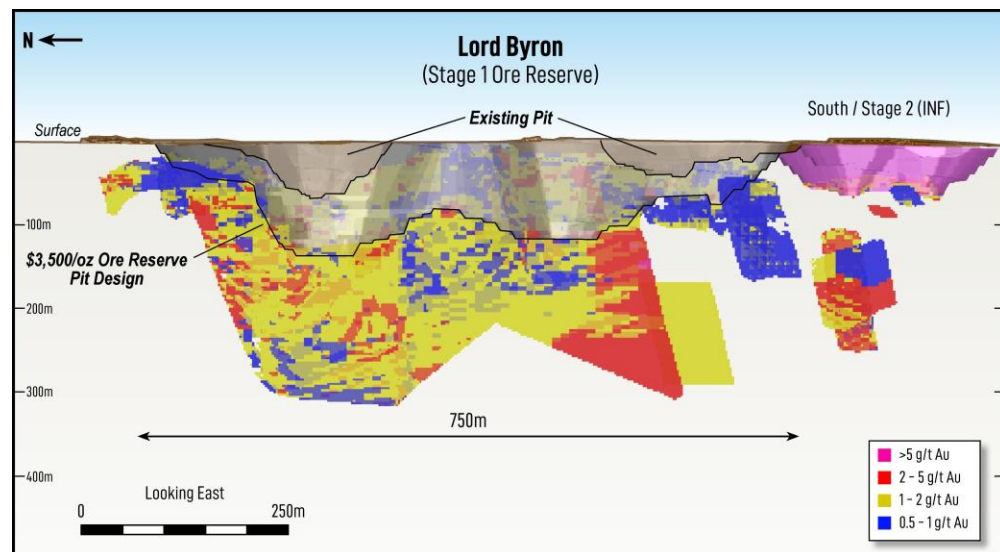 N
Lord Byron
(Stage 1 Ore Reserve)
South / Stage 2 (INF)
Existing Pit
Surface
100m
$3,500/oz Ore Reserve
Pit Design
200m
300m
750m
400m
Looking East
0
250m
>5 g/t Au
2 - 5 g/t Au
1 - 2 g/t Au
0.5 - 1 g/t Au